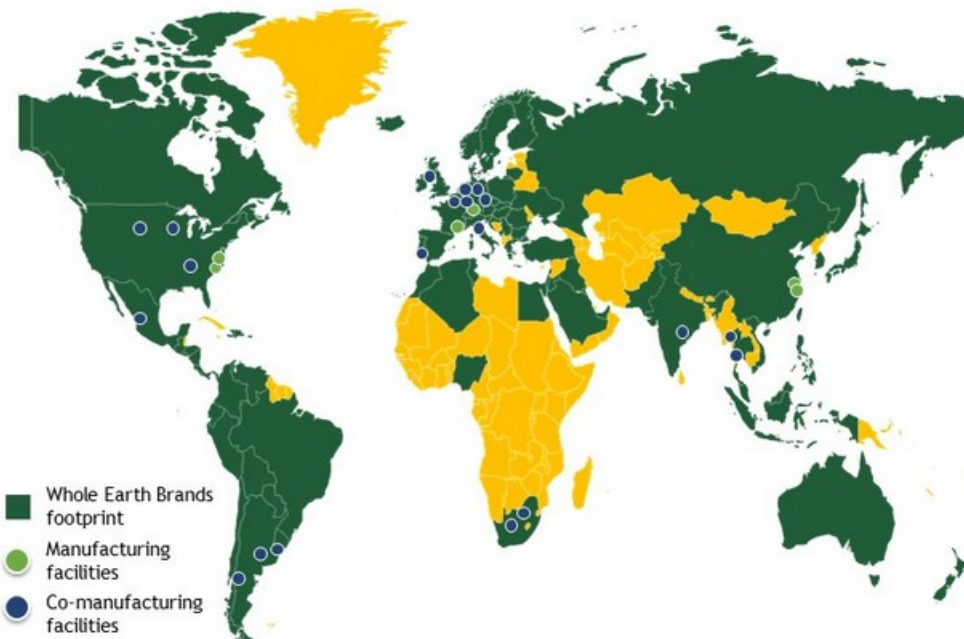 Whole Earth Brands
footprint
Manufacturing
facilities
Co-manufacturing
facilities